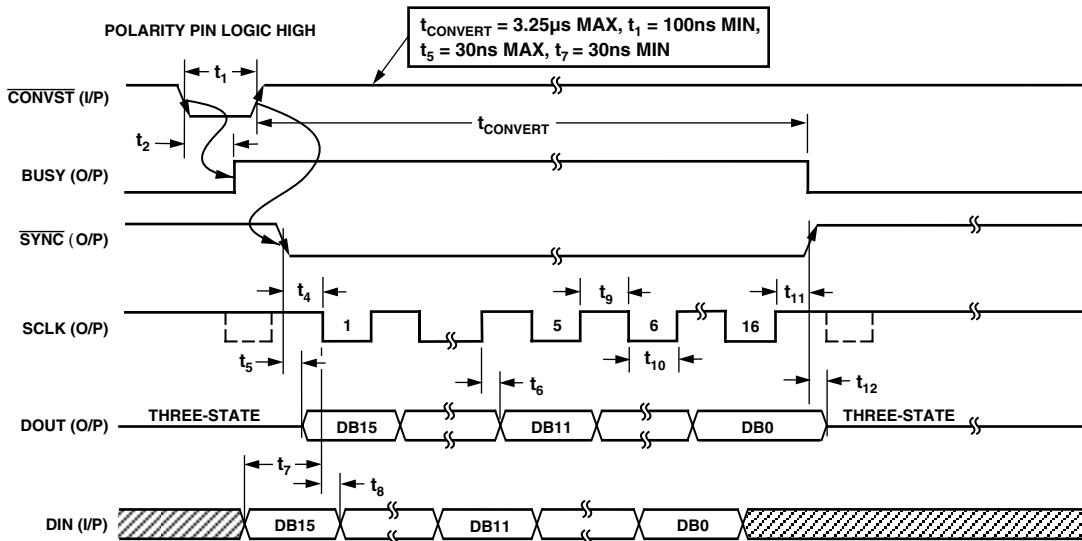 POLARITY PIN LOGIC HIGH
tCONVERT = 3.25µs MAX, t1 = 100ns MIN,
t5 = 30ns MAX, t7 = 30ns MIN
t1
CONVST (I/P)
tCONVERT
t2
BUSY (O/P)
SYNC (O/P)
t4
t9
t11
SCLK (O/P)
1
5
6
16
t5
t10
t6
t12
THREE-STATE
THREE-STATE
DOUT (O/P)
DB15
DB11
DB0
t7
t8
DIN (I/P)
DB15
DB11
DB0